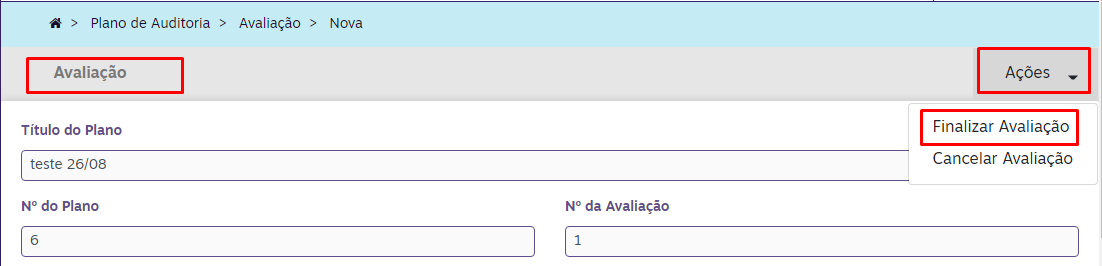 > Plano de Auditoria > Avaliação > Nova
Avaliação
Ações
Finalizar Avaliação
Cancelar Avaliação
Título do Plano
teste 26/08
Nº do Plano
Nº da Avaliação
6
1